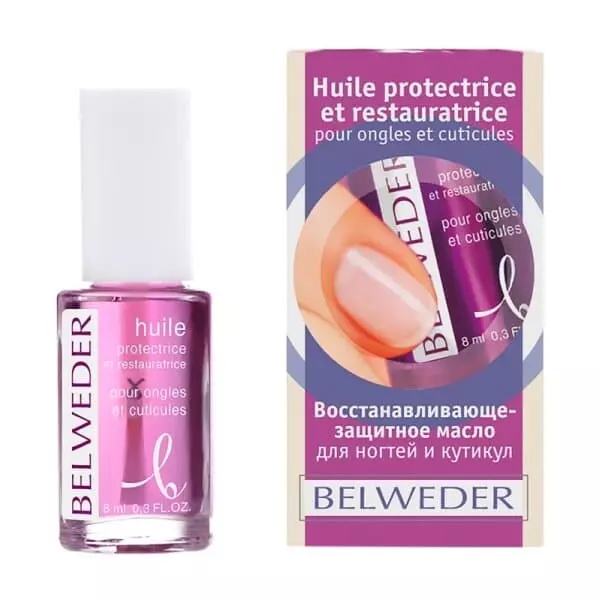 BELWEDER
huile
protectrice
et restauratrice
pour ongles
et cuticules
b
8 ml 0,3 FL.OZ.
Huile protectrice
et restauratrice
pour ongles et cuticules
BELWEDER
protec
et restaurat
pour ongles
et cuticules
b
8 ml 0,3 FL
Восстанавливающе-
защитное масло
для ногтей и кутикул
BELWEDER